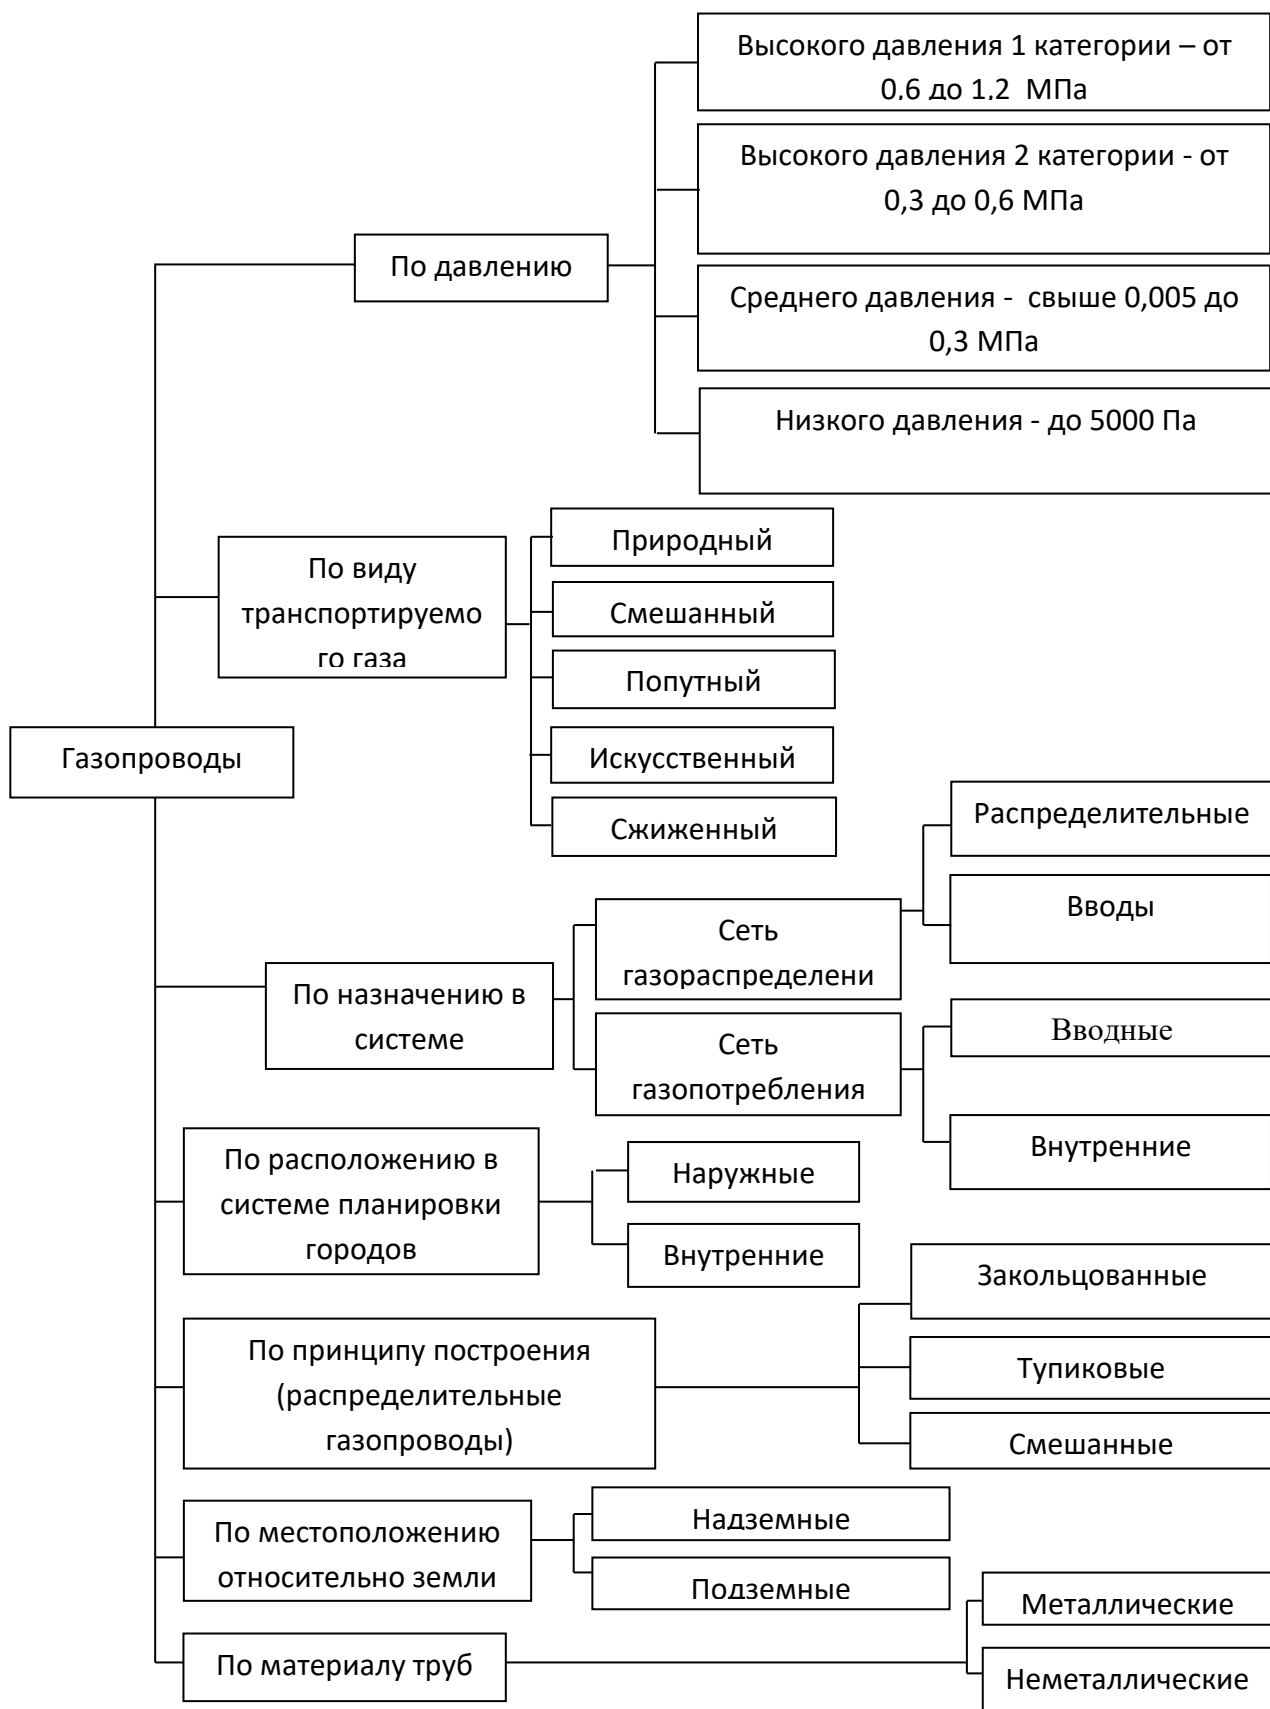 Высокого давления 1 категории – от
0,6 до 1,2 МПа
Высокого давления 2 категории - от
0,3 до 0,6 МПа
По давлению
Среднего давления - свыше 0,005 до
0,3 МПа
Низкого давления - до 5000 Па
По виду
транспортируемо
го газа
Природный
Смешанный
Попутный
Искусственный
Сжиженный
Газопроводы
По назначению в
системе
Сеть
газораспределени
Распределительные
Вводы
Сеть
газопотребления
Вводные
Внутренние
По расположению в
системе планировки
городов
Наружные
Внутренние
По принципу построения
(распределительные
газопроводы)
Закольцованные
Тупиковые
Смешанные
По местоположению
относительно земли
Надземные
Подземные
По материалу труб
Металлические
Неметаллические